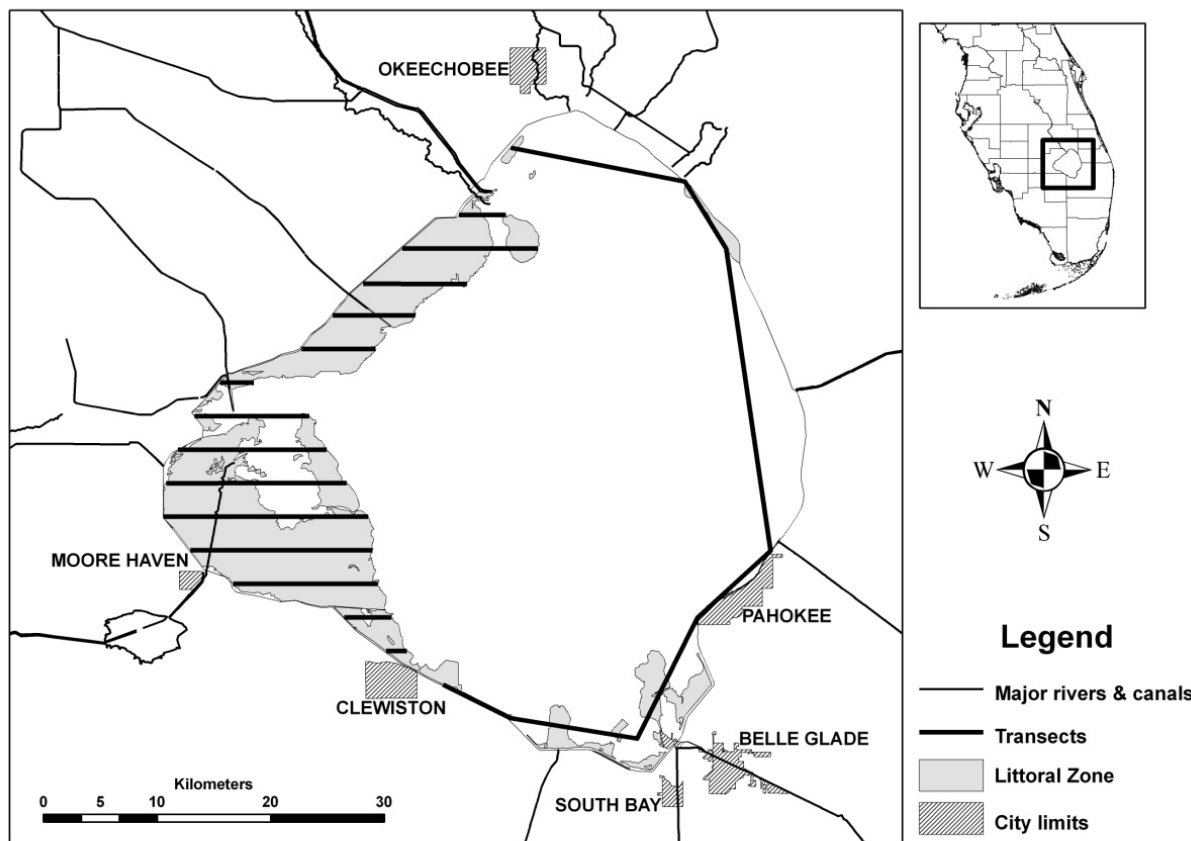 OKEECHOBEE
MOORE HAVEN
PAHOKEE
CLEWISTON
BELLE GLADE
SOUTH BAY
Kilometers
0 5 10 20 30
N
W E
S
Legend
Major rivers & canals
Transects
Littoral Zone
City limits